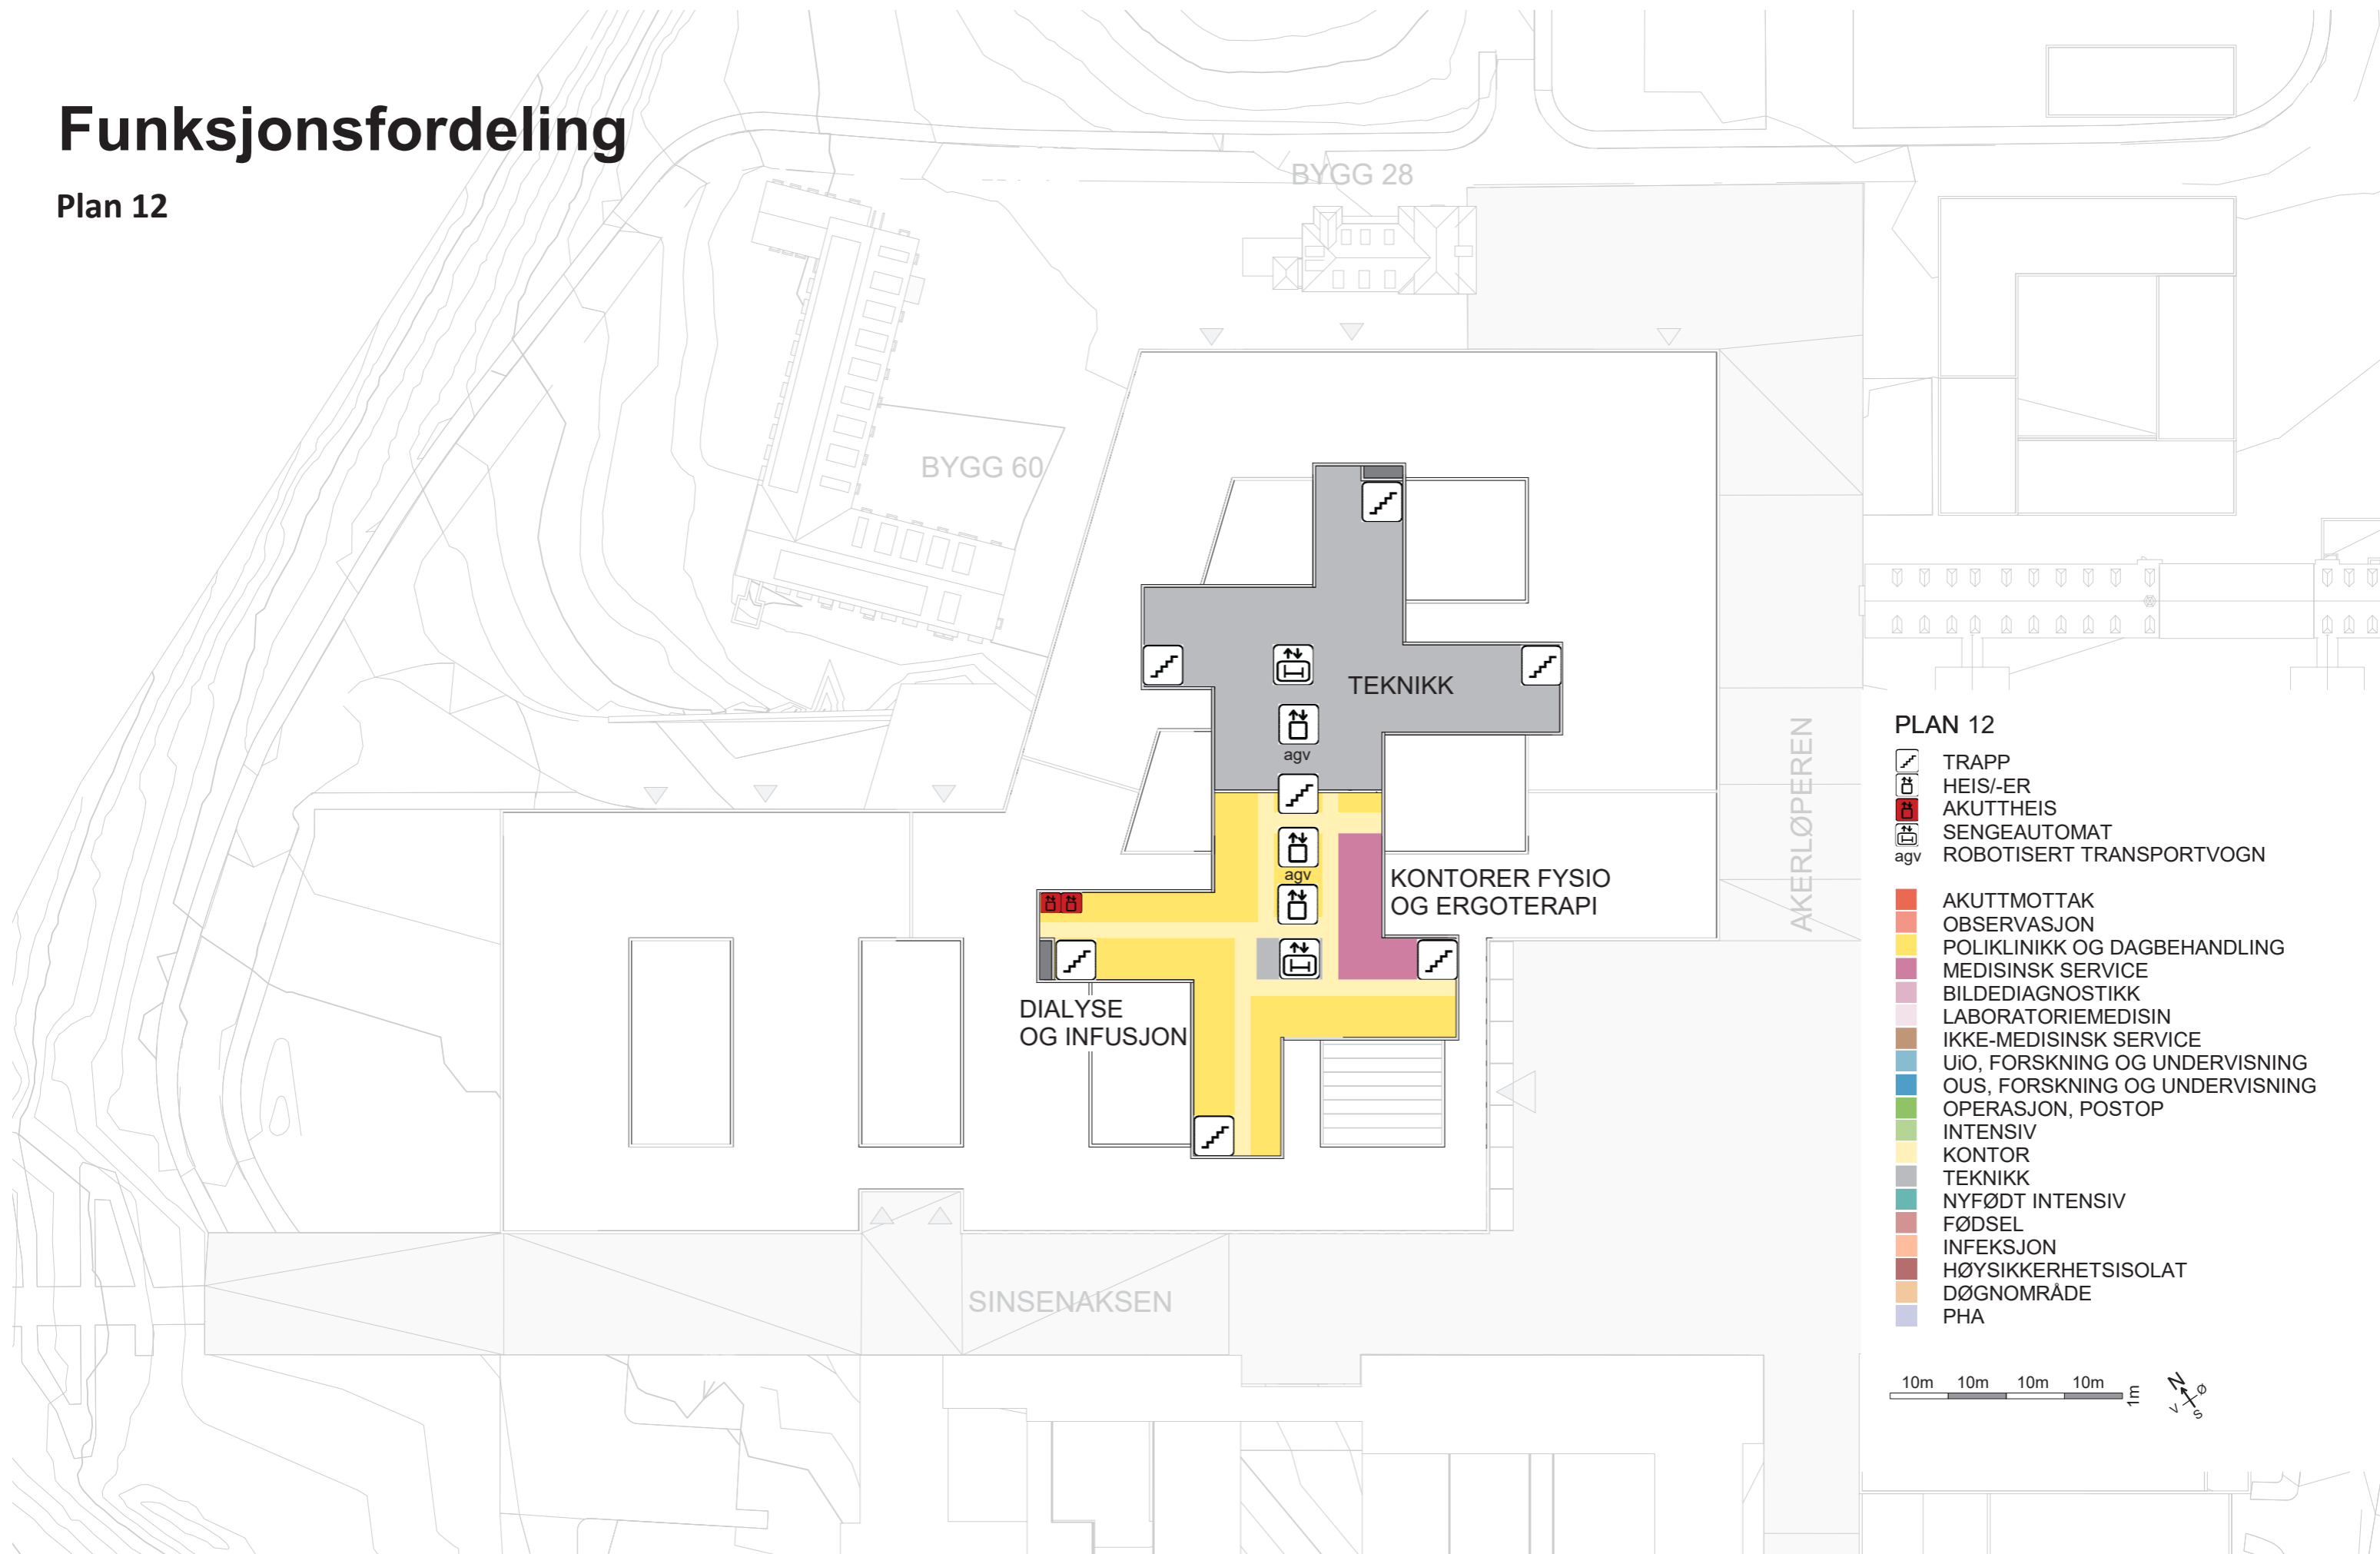 Funksjonsfordeling
Plan 12
BYGG 28
BYGG 60
TEKNIKK
agv
agv
KONTORER FYSIO
OG ERGOTERAPI
DIALYSE
OG INFUSJON
AKERLØPEREN
SINSENAKSEN
PLAN 12
TRAPP
HEIS/-ER
AKUTTHEIS
SENGEAUTOMAT
agv ROBOTISERT TRANSPORTVOGN
AKUTTMOTTAK
OBSERVASJON
POLIKLINIKK OG DAGBEHANDLING
MEDISINSK SERVICE
BILDEDIAGNOSTIKK
LABORATORIEMEDISIN
IKKE-MEDISINSK SERVICE
UiO, FORSKNING OG UNDERVISNING
OUS, FORSKNING OG UNDERVISNING
OPERASJON, POSTOP
INTENSIV
KONTOR
TEKNIKK
NYFØDT INTENSIV
FØDSEL
INFEKSJON
HØYSIKKERHETSISOLAT
DØGNOMRÅDE
PHA
10m 10m 10m 10m 1m
N Ø V S